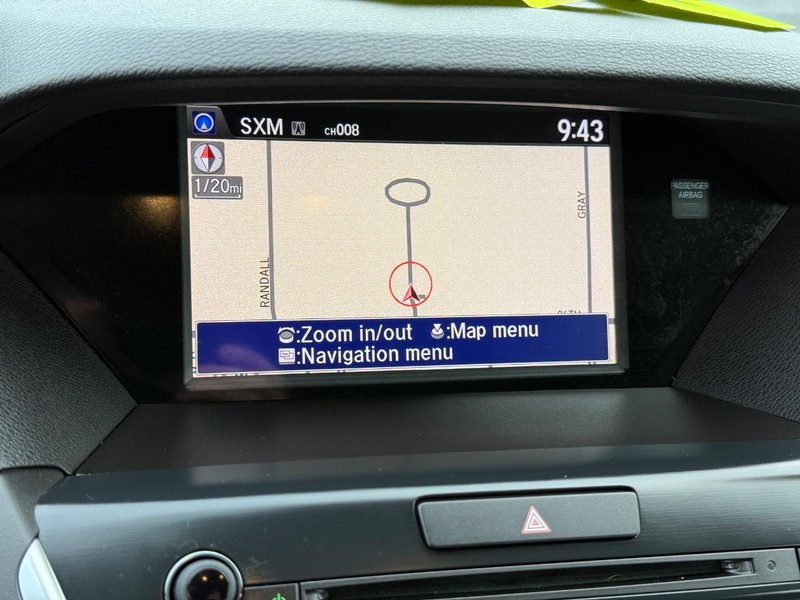 SXM CH008 9:43
1/20mi
PASSENGER
AIRBAG
GRAY
RANDALL
:Zoom in/out :Map menu
:Navigation menu